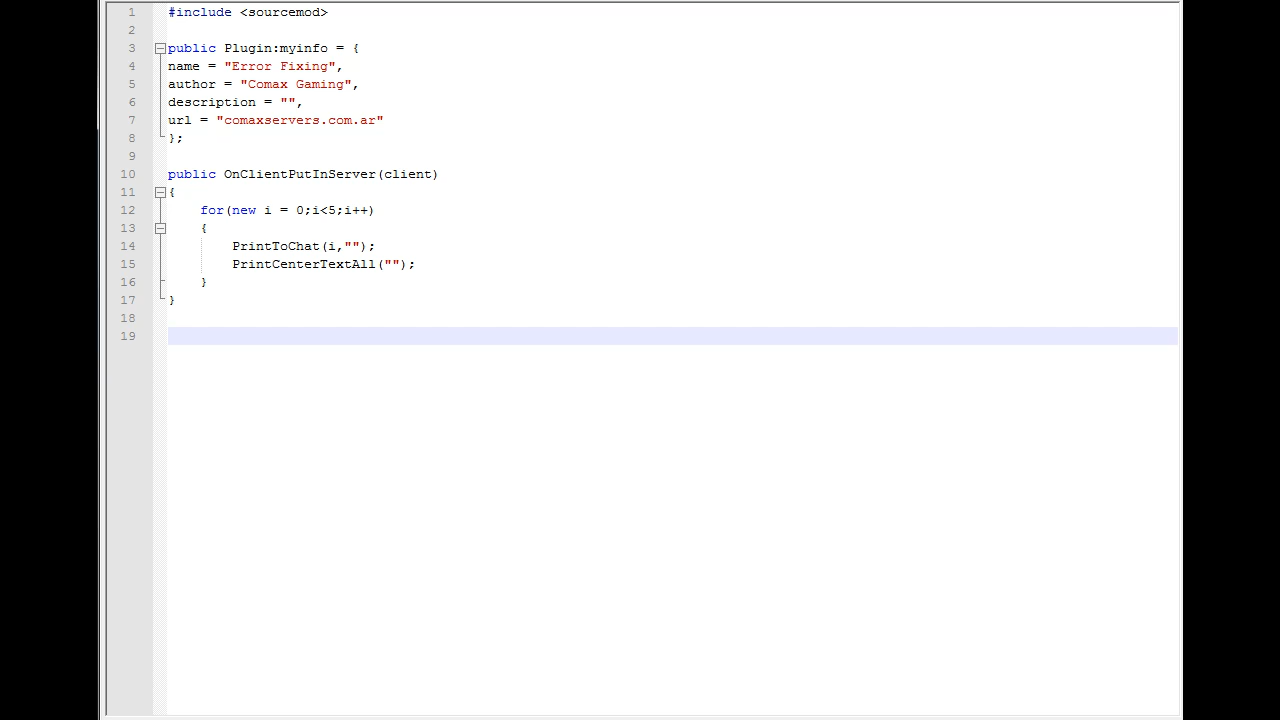 1 #include <sourcemod>
2
3 public Plugin:myinfo = {
4 name = "Error Fixing",
5 author = "Comax Gaming",
6 description = "",
7 url = "comaxservers.com.ar"
8 };
9
10 public OnClientPutInServer(client)
11 {
12 for(new i = 0;i<5;i++)
13 {
14 PrintToChat(i,"");
15 PrintCenterTextAll("");
16 }
17 }
18
19